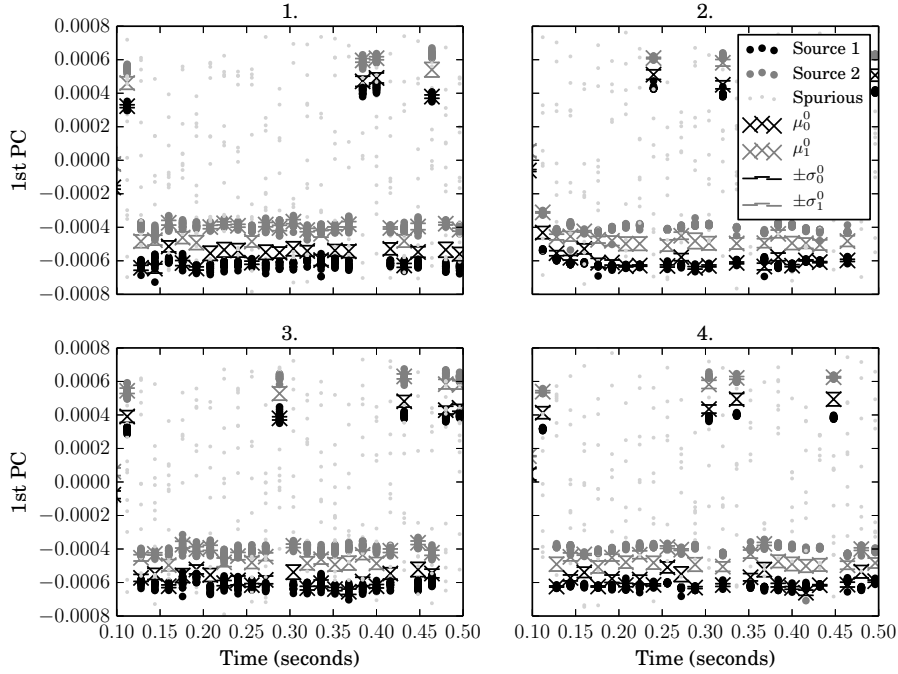 1.
2.
0.0008
0.0006
0.0004
0.0002
0.0000
−0.0002
−0.0004
−0.0006
−0.0008
1st PC
Source 1
Source 2
Spurious
μ₀⁰
μ₁⁰
±σ₀⁰
±σ₁⁰
3.
4.
0.0008
0.0006
0.0004
0.0002
0.0000
−0.0002
−0.0004
−0.0006
−0.0008
1st PC
0.10 0.15 0.20 0.25 0.30 0.35 0.40 0.45 0.50
0.10 0.15 0.20 0.25 0.30 0.35 0.40 0.45 0.50
Time (seconds)
Time (seconds)